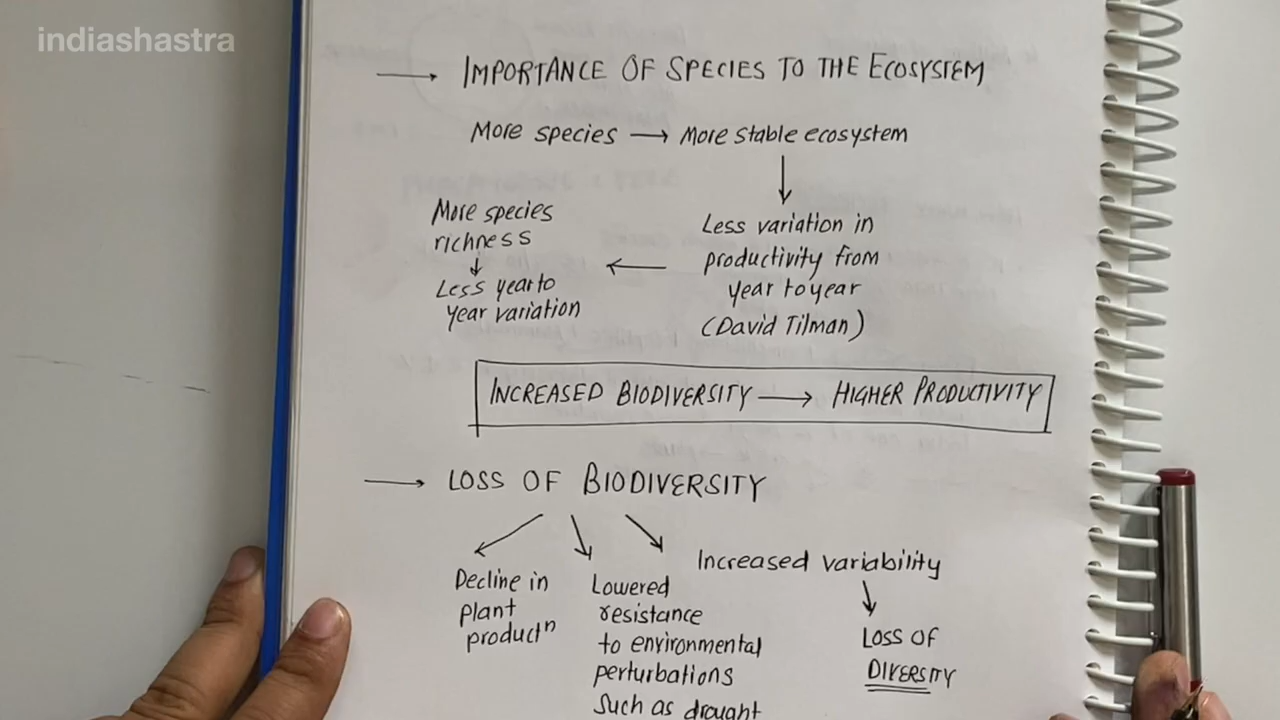 indiashastra
→ IMPORTANCE OF SPECIES TO THE ECOSYSTEM
More species → More stable ecosystem
↓
Less variation in
productivity from
year to year
(David Tilman)
←
More species
richness
↓
Less year to
year variation
INCREASED BIODIVERSITY → HIGHER PRODUCTIVITY
→ LOSS OF BIODIVERSITY
Decline in
plant
productⁿ
Lowered
resistance
to environmental
perturbations
such as drought
Increased variability
↓
LOSS OF
DIVERSITY